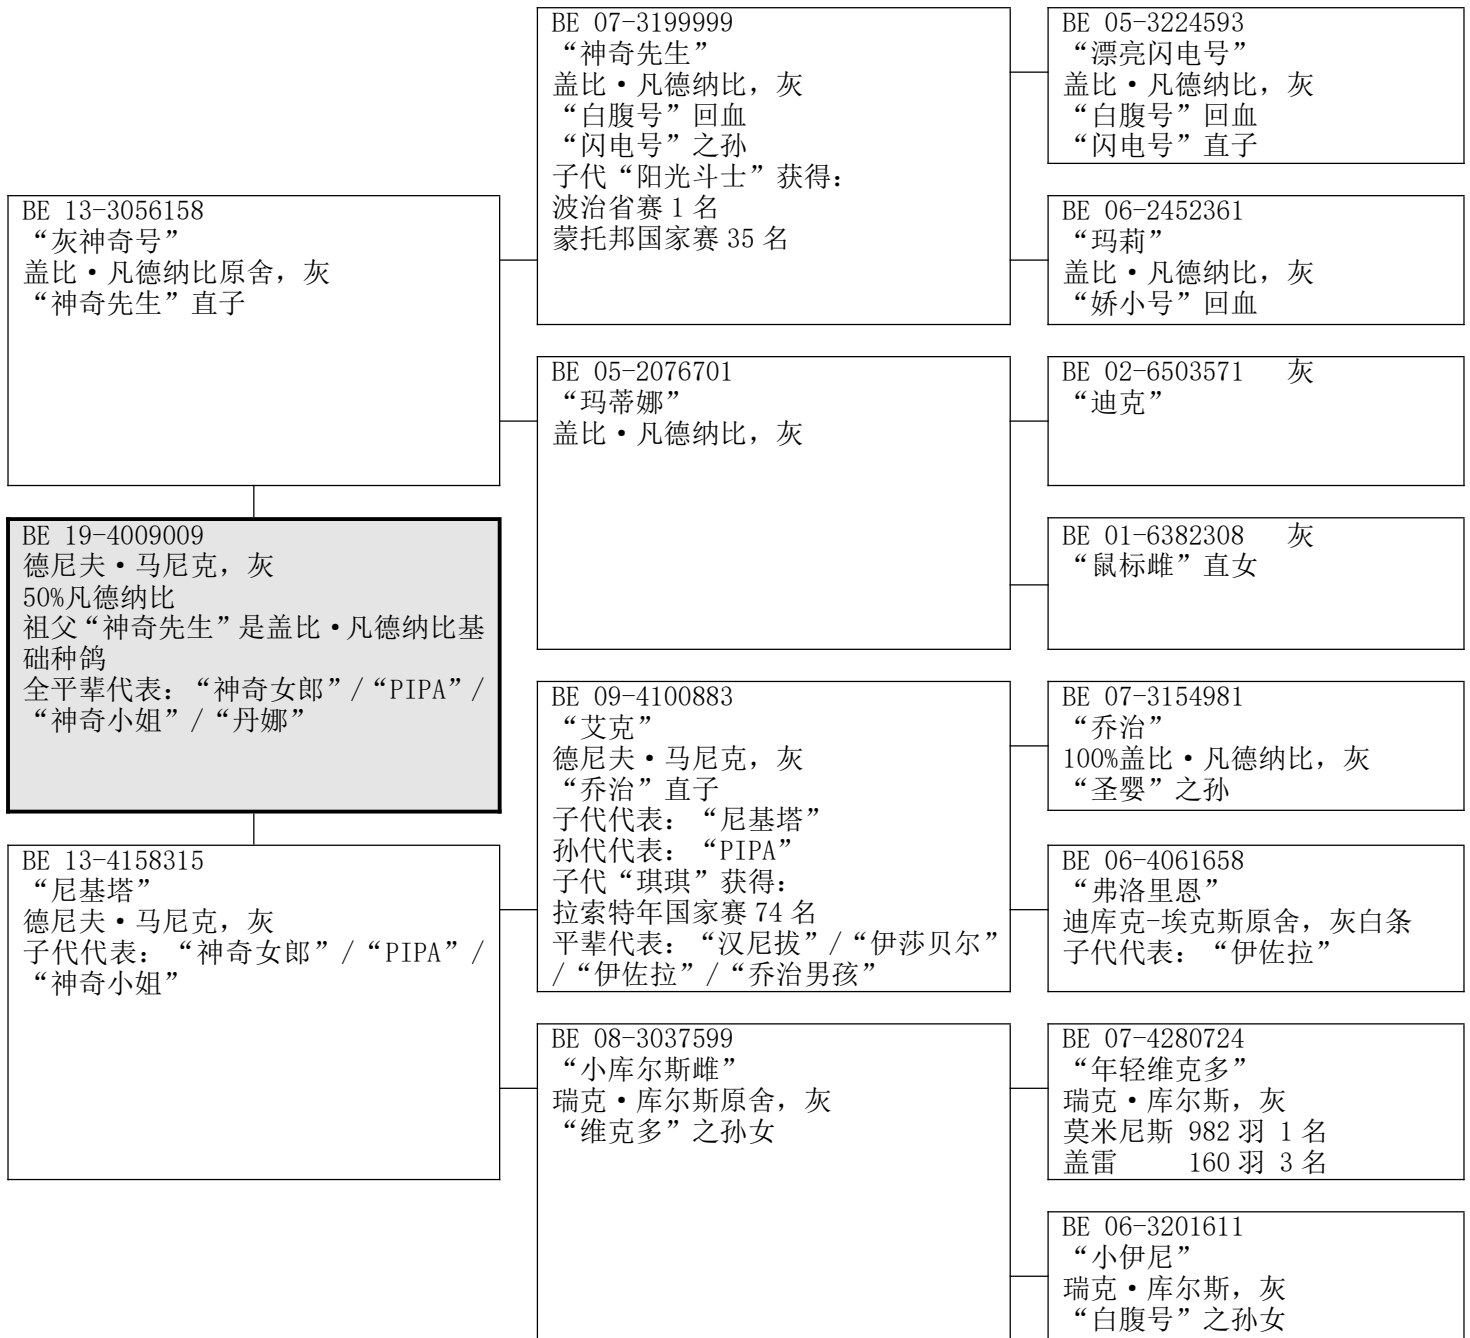 BE 13-3056158
“灰神奇号”
盖比·凡德纳比原舍，灰
“神奇先生”直子
BE 19-4009009
德尼夫·马尼克，灰
50%凡德纳比
祖父“神奇先生”是盖比·凡德纳比基
础种鸽
全平辈代表：“神奇女郎”/“PIPA”/
“神奇小姐”/“丹娜”
BE 13-4158315
“尼基塔”
德尼夫·马尼克，灰
子代代表：“神奇女郎”/“PIPA”/
“神奇小姐”
BE 07-3199999
“神奇先生”
盖比·凡德纳比，灰
“白腹号”回血
“闪电号”之孙
子代“阳光斗士”获得：
波治省赛 1 名
蒙托邦国家赛 35 名
BE 05-2076701
“玛蒂娜”
盖比·凡德纳比，灰
BE 09-4100883
“艾克”
德尼夫·马尼克，灰
“乔治”直子
子代代表：“尼基塔”
孙代代表：“PIPA”
子代“琪琪”获得：
拉索特年国家赛 74 名
平辈代表：“汉尼拔”/“伊莎贝尔”
/“伊佐拉”/“乔治男孩”
BE 08-3037599
“小库尔斯雌”
瑞克·库尔斯原舍，灰
“维克多”之孙女
BE 05-3224593
“漂亮闪电号”
盖比·凡德纳比，灰
“白腹号”回血
“闪电号”直子
BE 06-2452361
“玛莉”
盖比·凡德纳比，灰
“娇小号”回血
BE 02-6503571 灰
“迪克”
BE 01-6382308 灰
“鼠标雌”直女
BE 07-3154981
“乔治”
100%盖比·凡德纳比，灰
“圣婴”之孙
BE 06-4061658
“弗洛里恩”
迪库克-埃克斯原舍，灰白条
子代代表：“伊佐拉”
BE 07-4280724
“年轻维克多”
瑞克·库尔斯，灰
莫米尼斯 982 羽 1 名
盖雷 160 羽 3 名
BE 06-3201611
“小伊尼”
瑞克·库尔斯，灰
“白腹号”之孙女